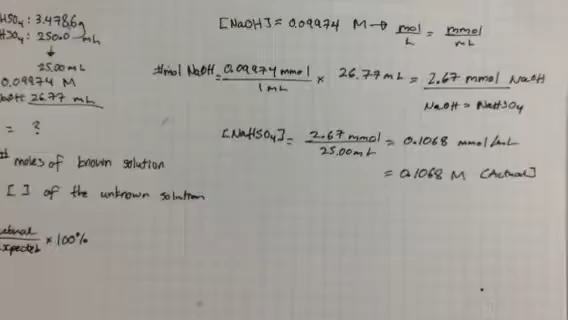 HSO₄: 3.4786g
HSO₄: 250.0 mL
↓
25.00 mL
0.09974 M
26.77 mL
= ?
# moles of known solution
[ ] of the unknown solution
× 100%
[NaOH] = 0.09974 M → mol/L = mmol/mL
#mol NaOH = 0.09974 mmol / 1 mL × 26.77 mL = 2.67 mmol NaOH
NaOH = NaHSO₄
[NaHSO₄] = 2.67 mmol / 25.00 mL = 0.1068 mmol/mL
= 0.1068 M [Actual]